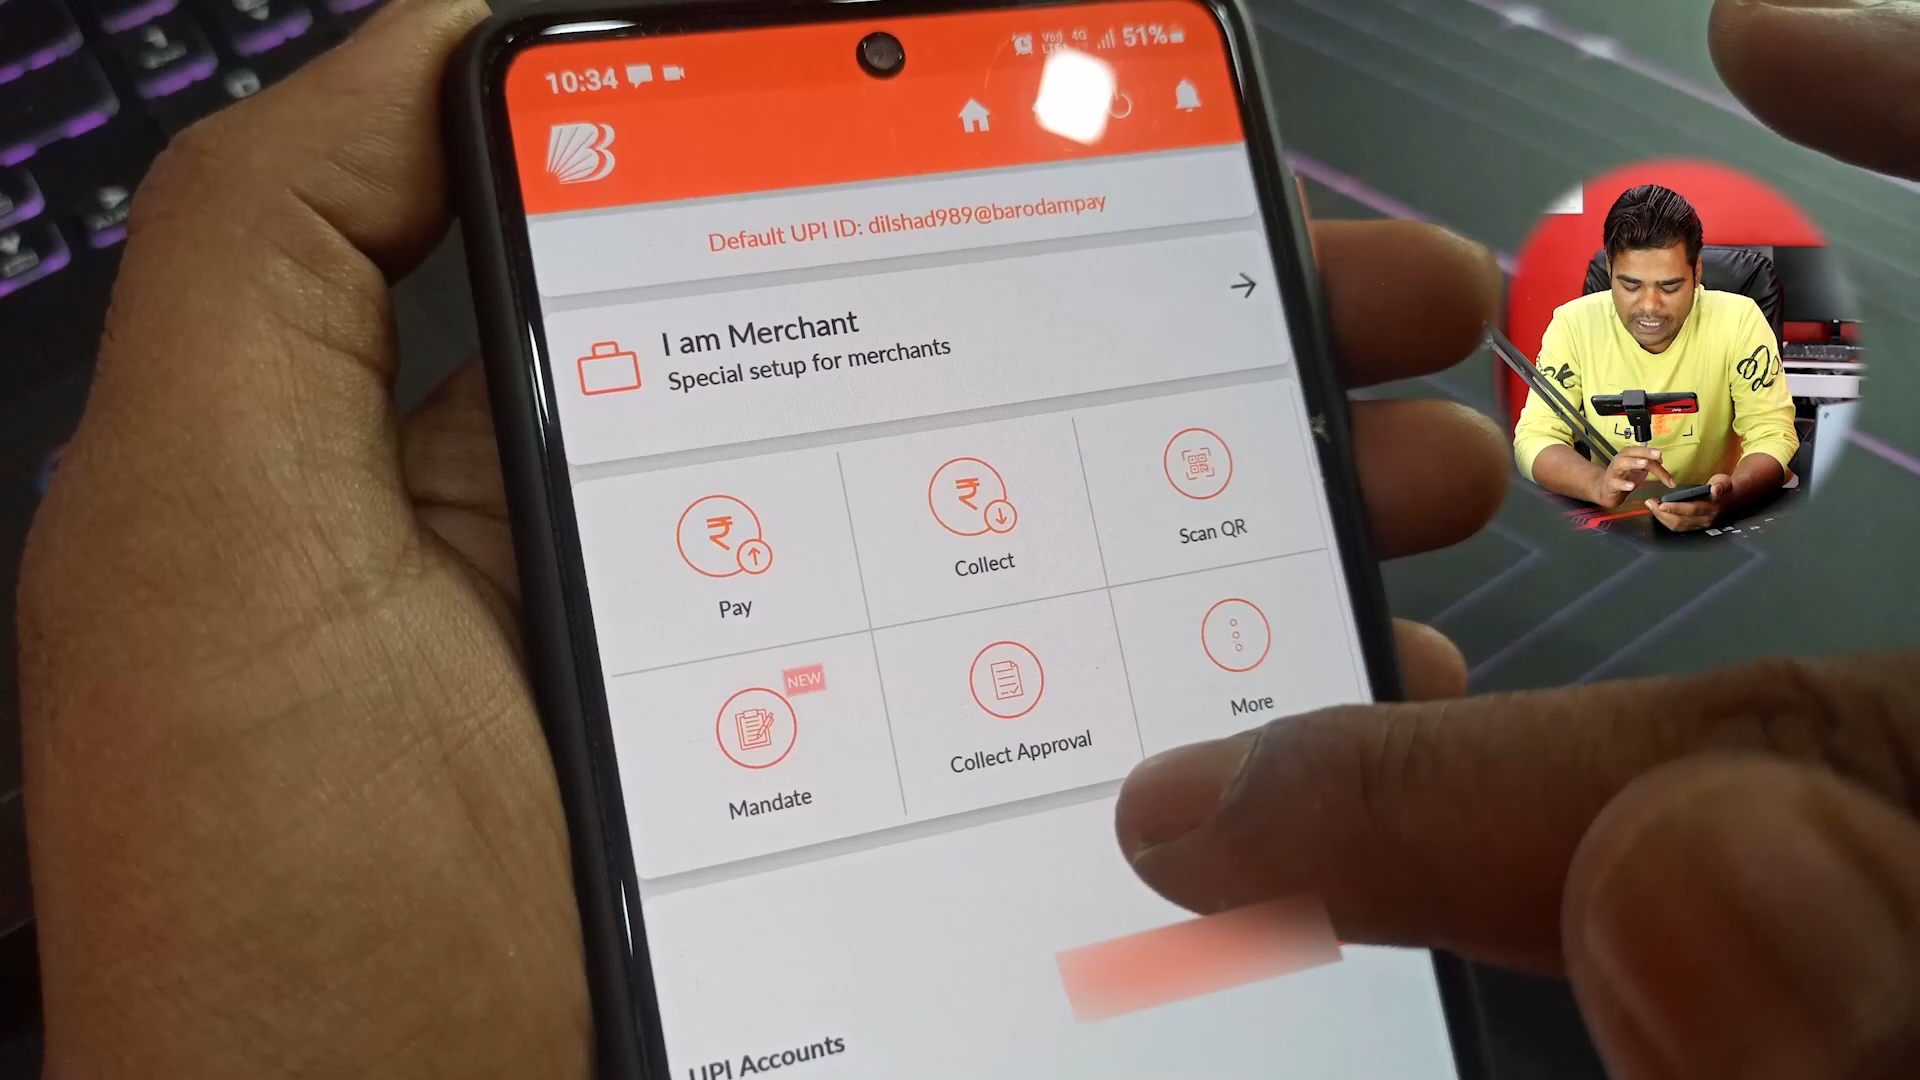 10:34
4G
51%
Default UPI ID: dilshad989@barodampay
I am Merchant
Special setup for merchants
Pay
Collect
Scan QR
NEW
Mandate
Collect Approval
More
UPI Accounts